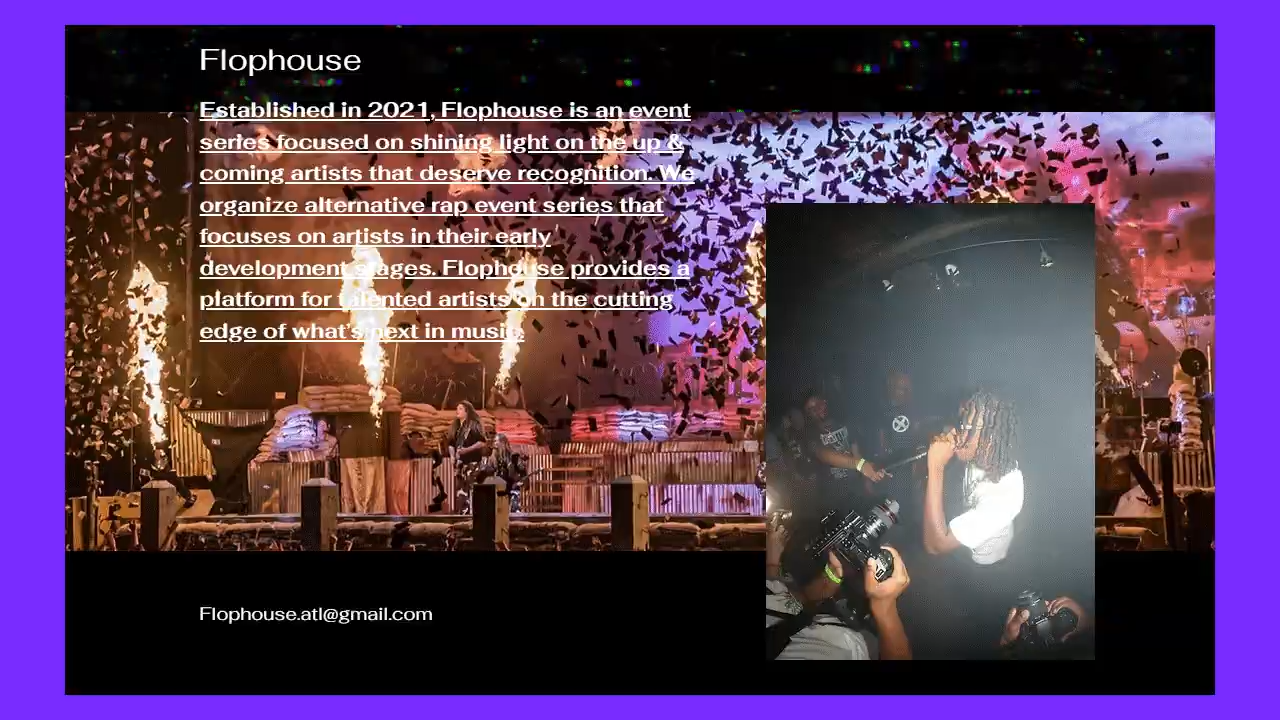 Flophouse
Established in 2021, Flophouse is an event
series focused on shining light on the up &
coming artists that deserve recognition. We
organize alternative rap event series that
focuses on artists in their early
development stages. Flophouse provides a
platform for talented artists on the cutting
edge of what's next in music.
Flophouse.atl@gmail.com